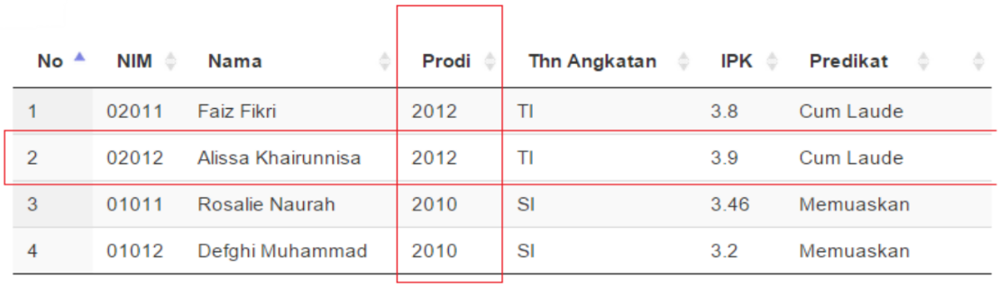 No NIM Nama Prodi Thn Angkatan IPK Predikat
1 02011 Faiz Fikri 2012 TI 3.8 Cum Laude
2 02012 Alissa Khairunnisa 2012 TI 3.9 Cum Laude
3 01011 Rosalie Naurah 2010 SI 3.46 Memuaskan
4 01012 Defghi Muhammad 2010 SI 3.2 Memuaskan